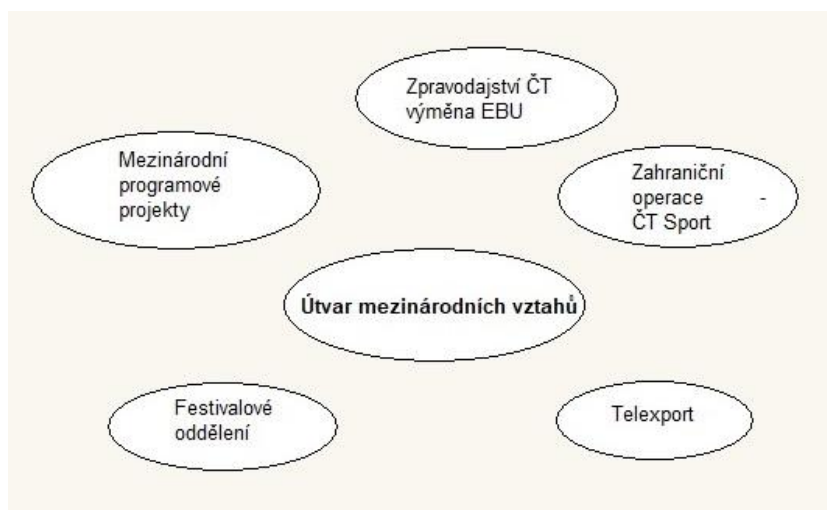 Zpravodajství ČT
výměna EBU
Mezinárodní
programové
projekty
Zahraniční
operace -
ČT Sport
Útvar mezinárodních vztahů
Festivalové
oddělení
Telexport